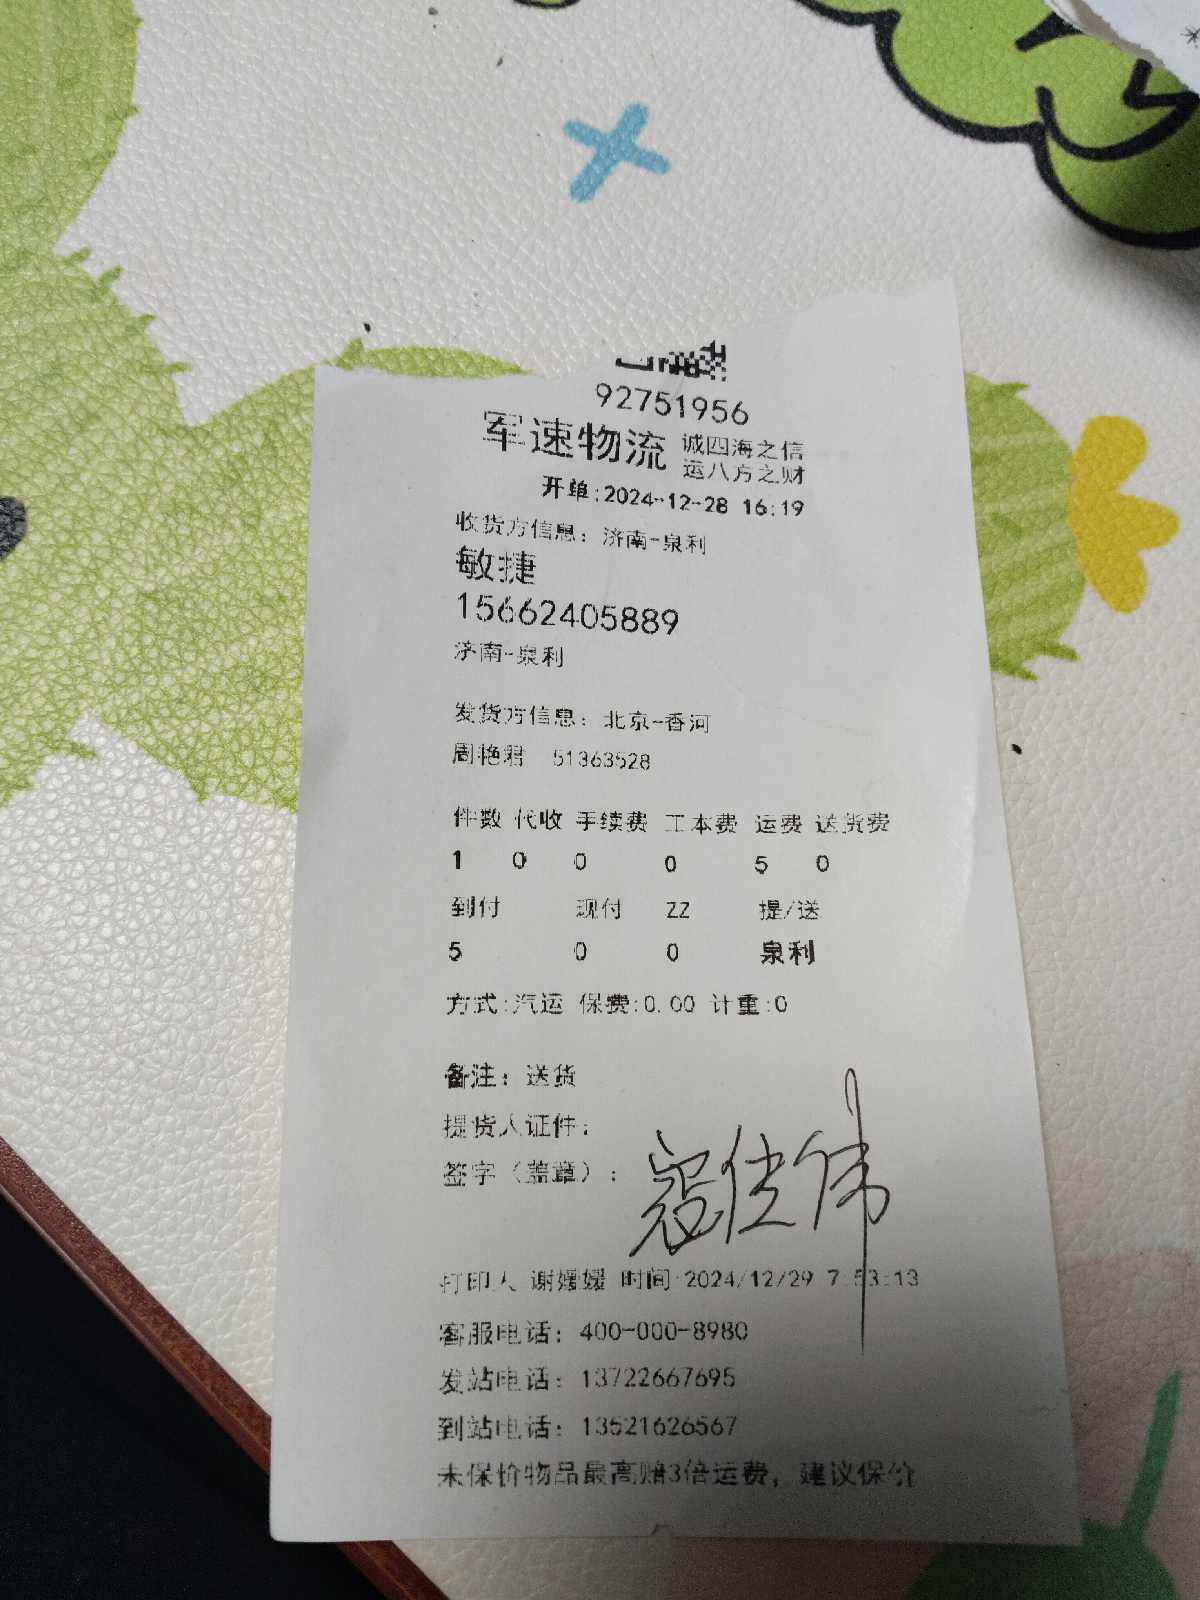 92751956
军速物流 诚四海之信
运八方之财
开单:2024-12-28 16:19
收货方信息: 济南-泉利
敏捷
15662405889
济南-泉利
发货方信息: 北京-香河
周艳君 51363528
件数 代收 手续费 工本费 运费 送货费
1 0 0 0 5 0
到付 现付 ZZ 提/送
5 0 0 泉利
方式:汽运 保费:0.00 计重:0
备注: 送货
提货人证件:
签字（盖章）: 寇佳伟
打印人 谢媛媛 时间 2024/12/29 7:53:13
客服电话: 400-000-8980
发站电话: 13722667695
到站电话: 13521626567
未保价物品最高赔3倍运费，建议保价